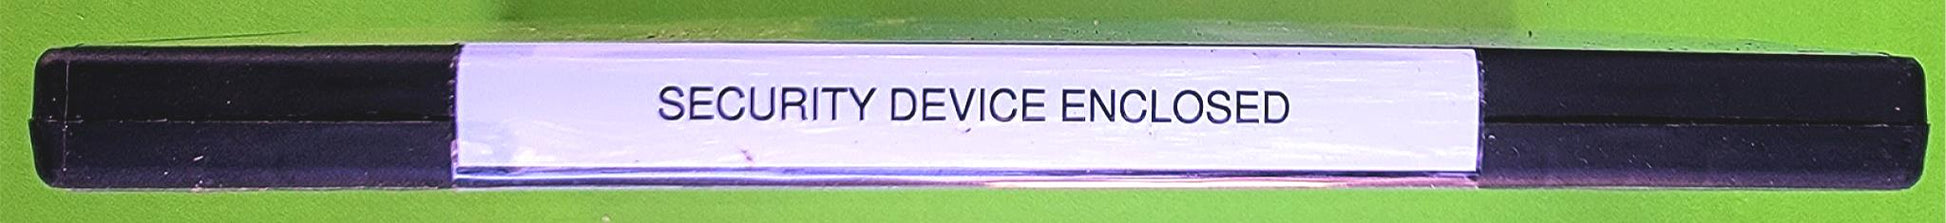 SECURITY DEVICE ENCLOSED